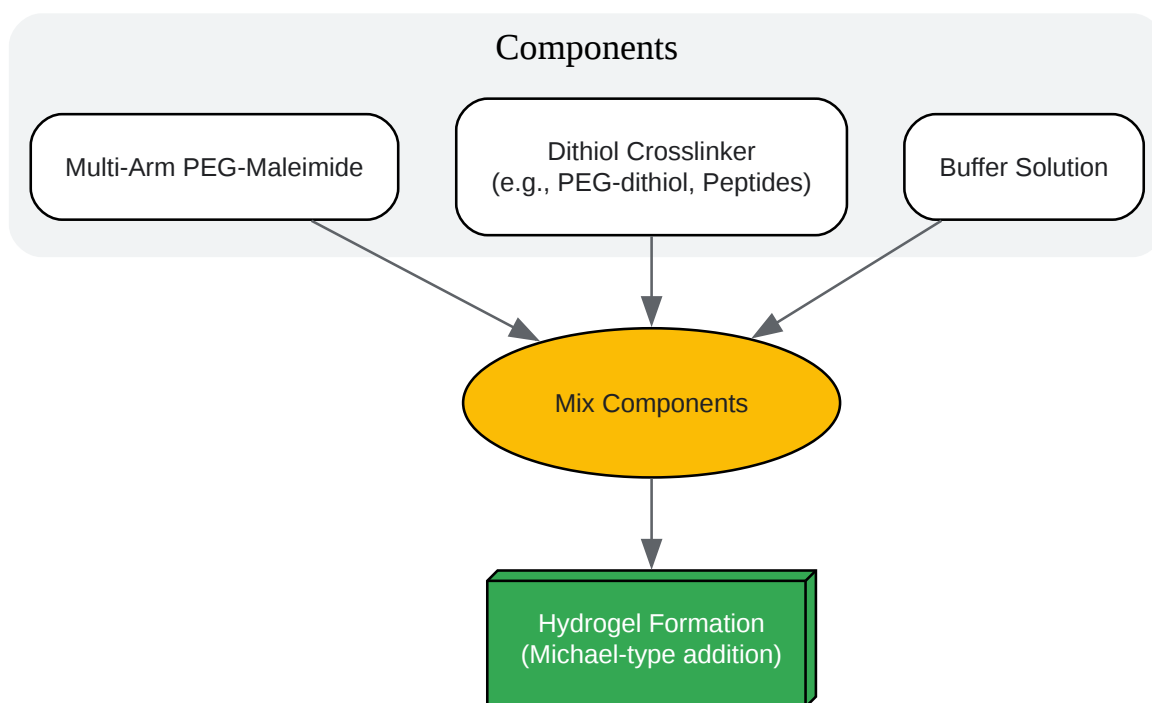 Components
Multi-Arm PEG-Maleimide
Dithiol Crosslinker
(e.g., PEG-dithiol, Peptides)
Buffer Solution
Mix Components
Hydrogel Formation
(Michael-type addition)